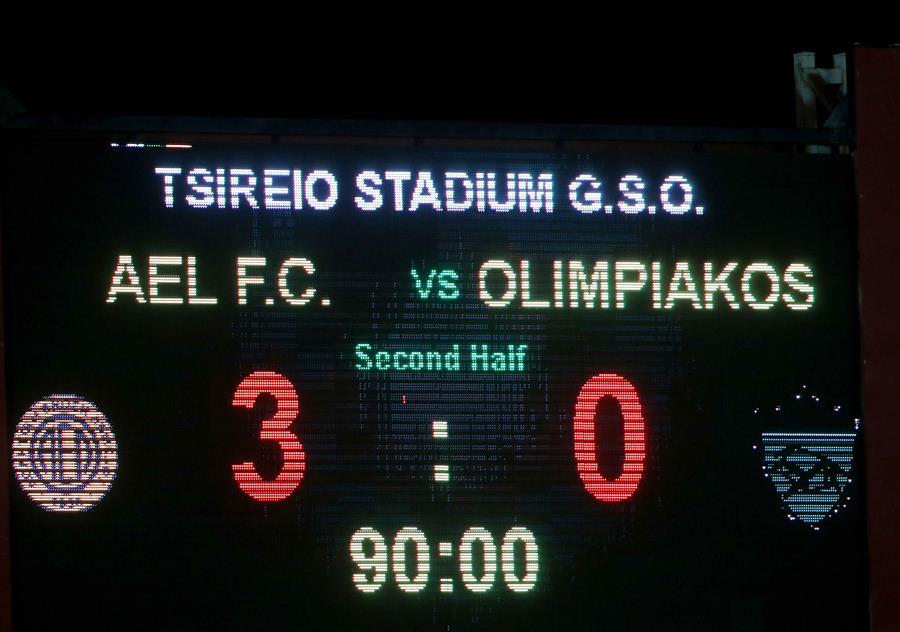 TSIREIO STADIUM G.S.O.
AEL F.C. vs OLIMPIAKOS
Second Half
3 : 0
90:00